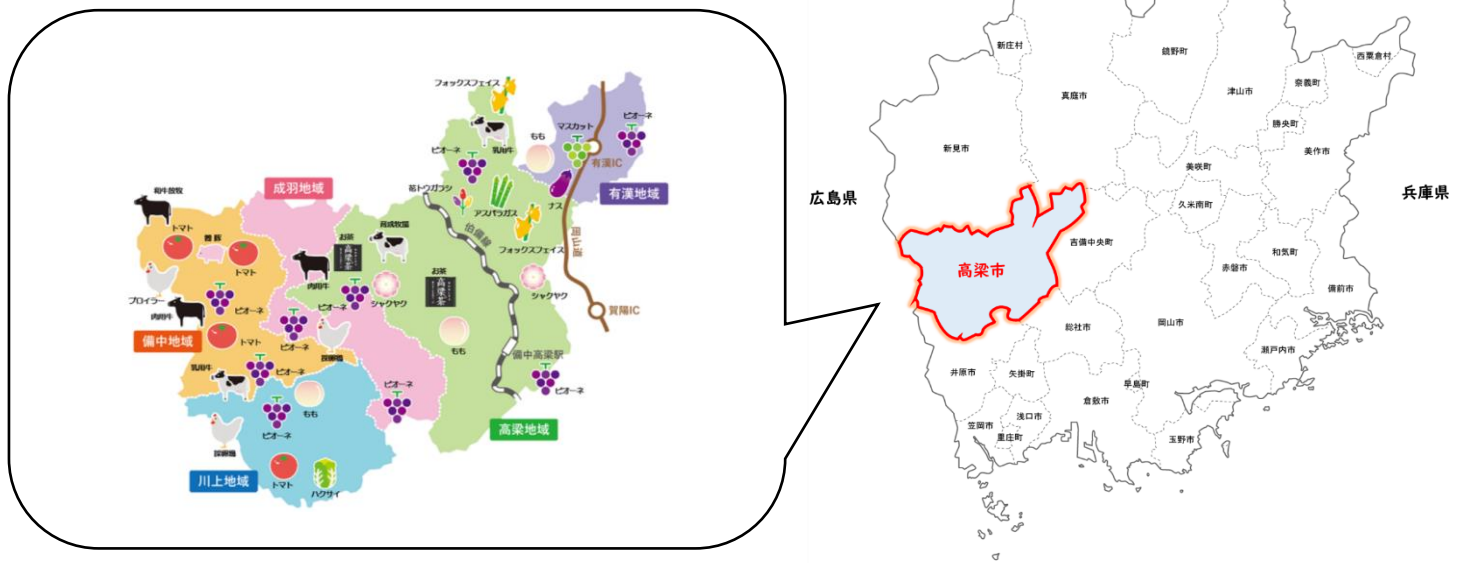 フォックスフェイス
乳用牛
ピオーネ
もも
マスカット
ピオーネ
有漢IC
有漢地域
ナス
花トウガラシ
アスパラガス
フォックスフェイス
成羽地域
和牛放牧
トマト
養豚
トマト
ブロイラー
肉用牛
ピオーネ
備中地域
トマト
乳用牛
ピオーネ
お茶
高梁茶
育成牧場
肉用牛
ピオーネ
シャクヤク
ピオーネ
採卵鶏
ピオーネ
伯備線
お茶
高梁茶
もも
シャクヤク
岡山道
賀陽IC
備中高梁駅
ピオーネ
高梁地域
もも
ピオーネ
採卵鶏
川上地域
トマト
ハクサイ
広島県
兵庫県
新庄村
鏡野町
西粟倉村
真庭市
津山市
奈義町
勝央町
新見市
美咲町
美作市
久米南町
吉備中央町
高梁市
赤磐市
和気町
備前市
総社市
岡山市
瀬戸内市
井原市
矢掛町
早島町
倉敷市
浅口市
笠岡市
里庄町
玉野市